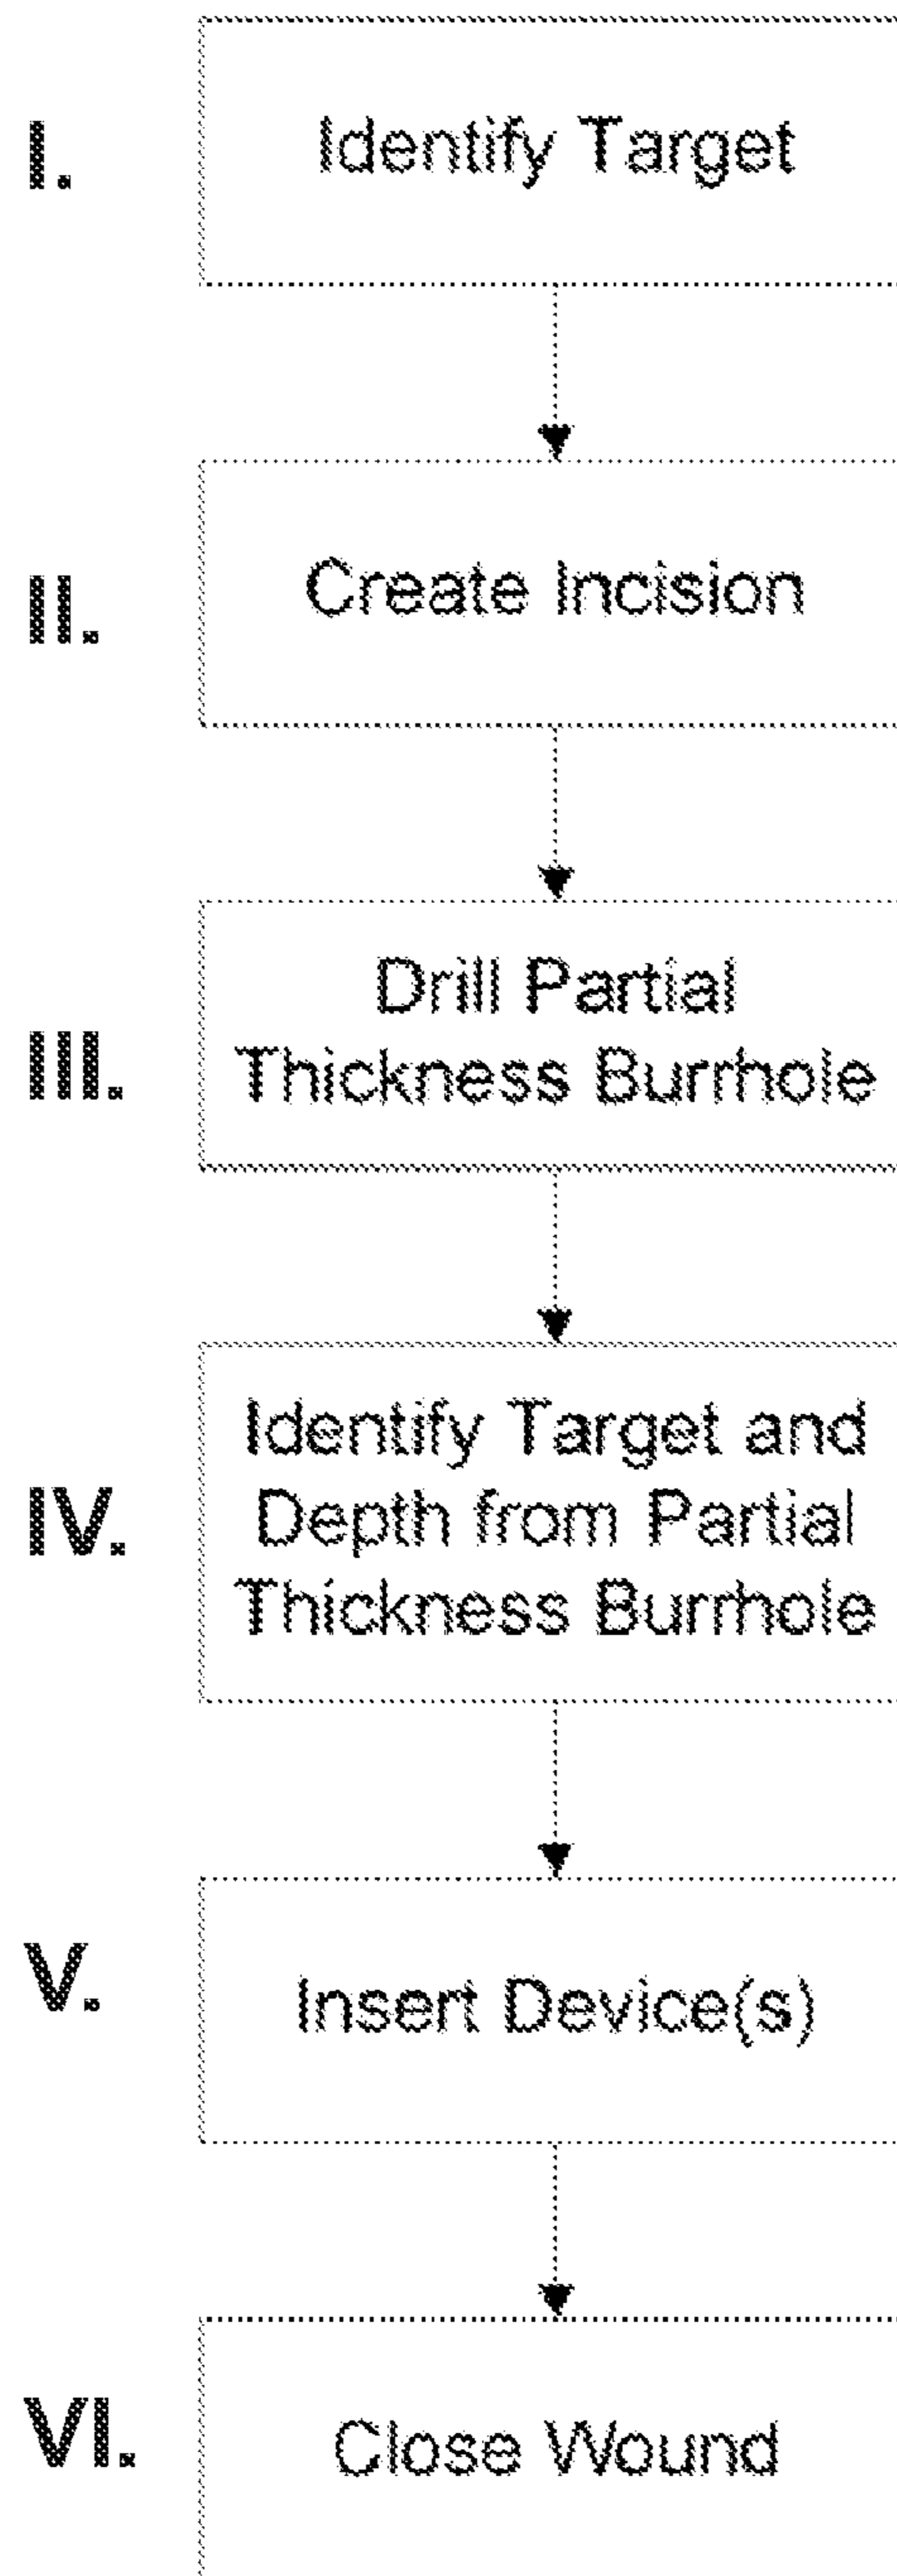 I.
Identify Target
II.
Create Incision
III.
Drill Partial
Thickness Burrhole
IV.
Identify Target and
Depth from Partial
Thickness Burrhole
V.
Insert Device(s)
VI.
Close Wound